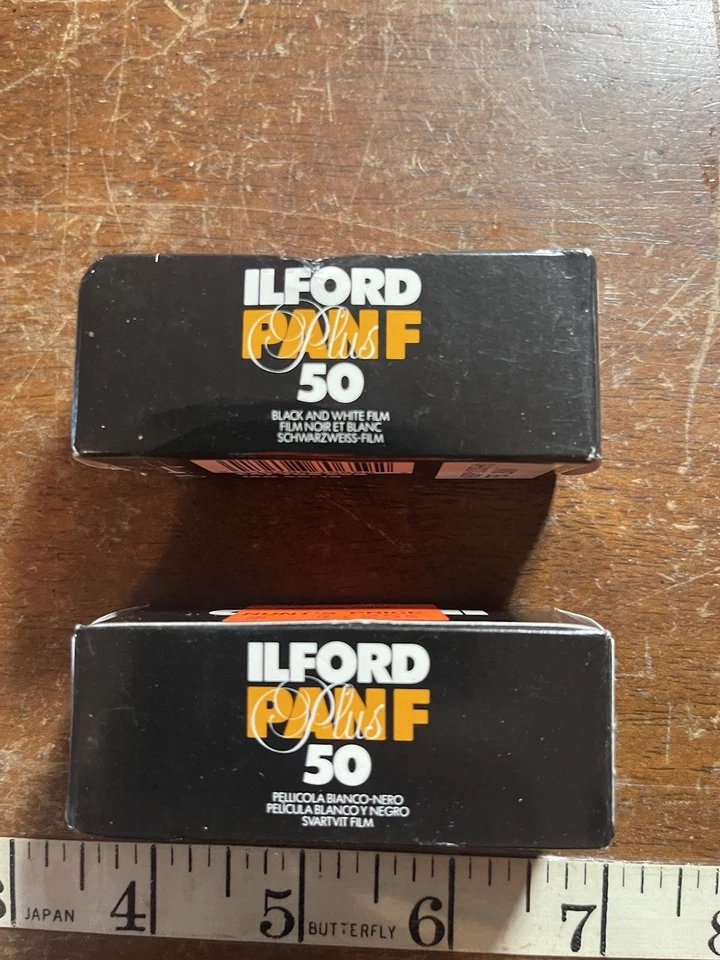 ILFORD
PAN F
Plus
50
BLACK AND WHITE FILM
FILM NOIR ET BLANC
SCHWARZWEISS-FILM
ILFORD
PAN F
Plus
50
PELLICOLA BIANCO-NERO
PELÍCULA BLANCO Y NEGRO
SVARTVIT FILM
JAPAN 4 5 BUTTERFLY 6 7 8